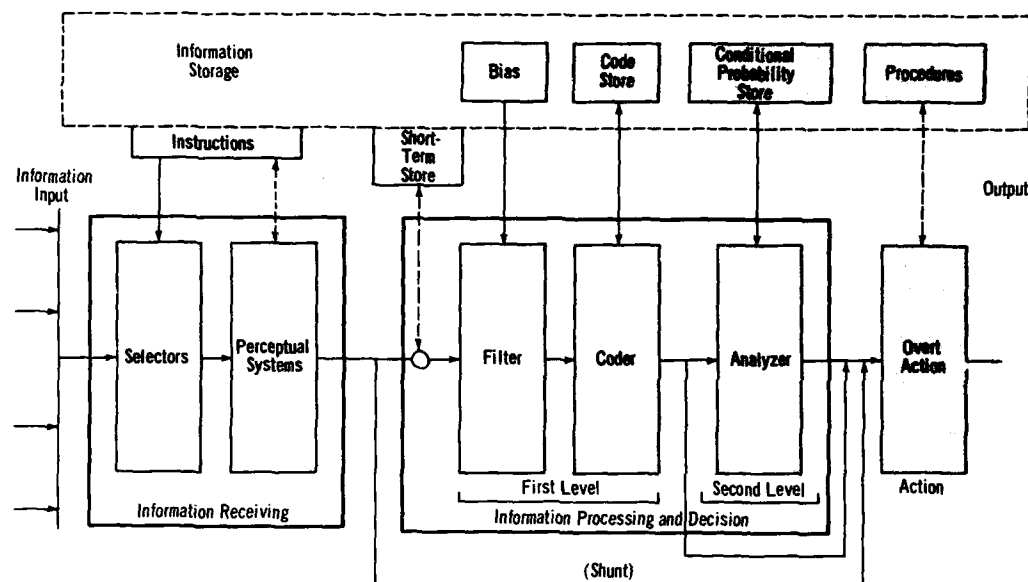 Information
Storage
Bias
Code
Store
Conditional
Probability
Store
Procedures
Instructions
Short-
Term
Store
Information
Input
Output
Selectors
Perceptual
Systems
Filter
Coder
Analyzer
Overt
Action
First Level
Second Level
Action
Information Receiving
Information Processing and Decision
(Shunt)